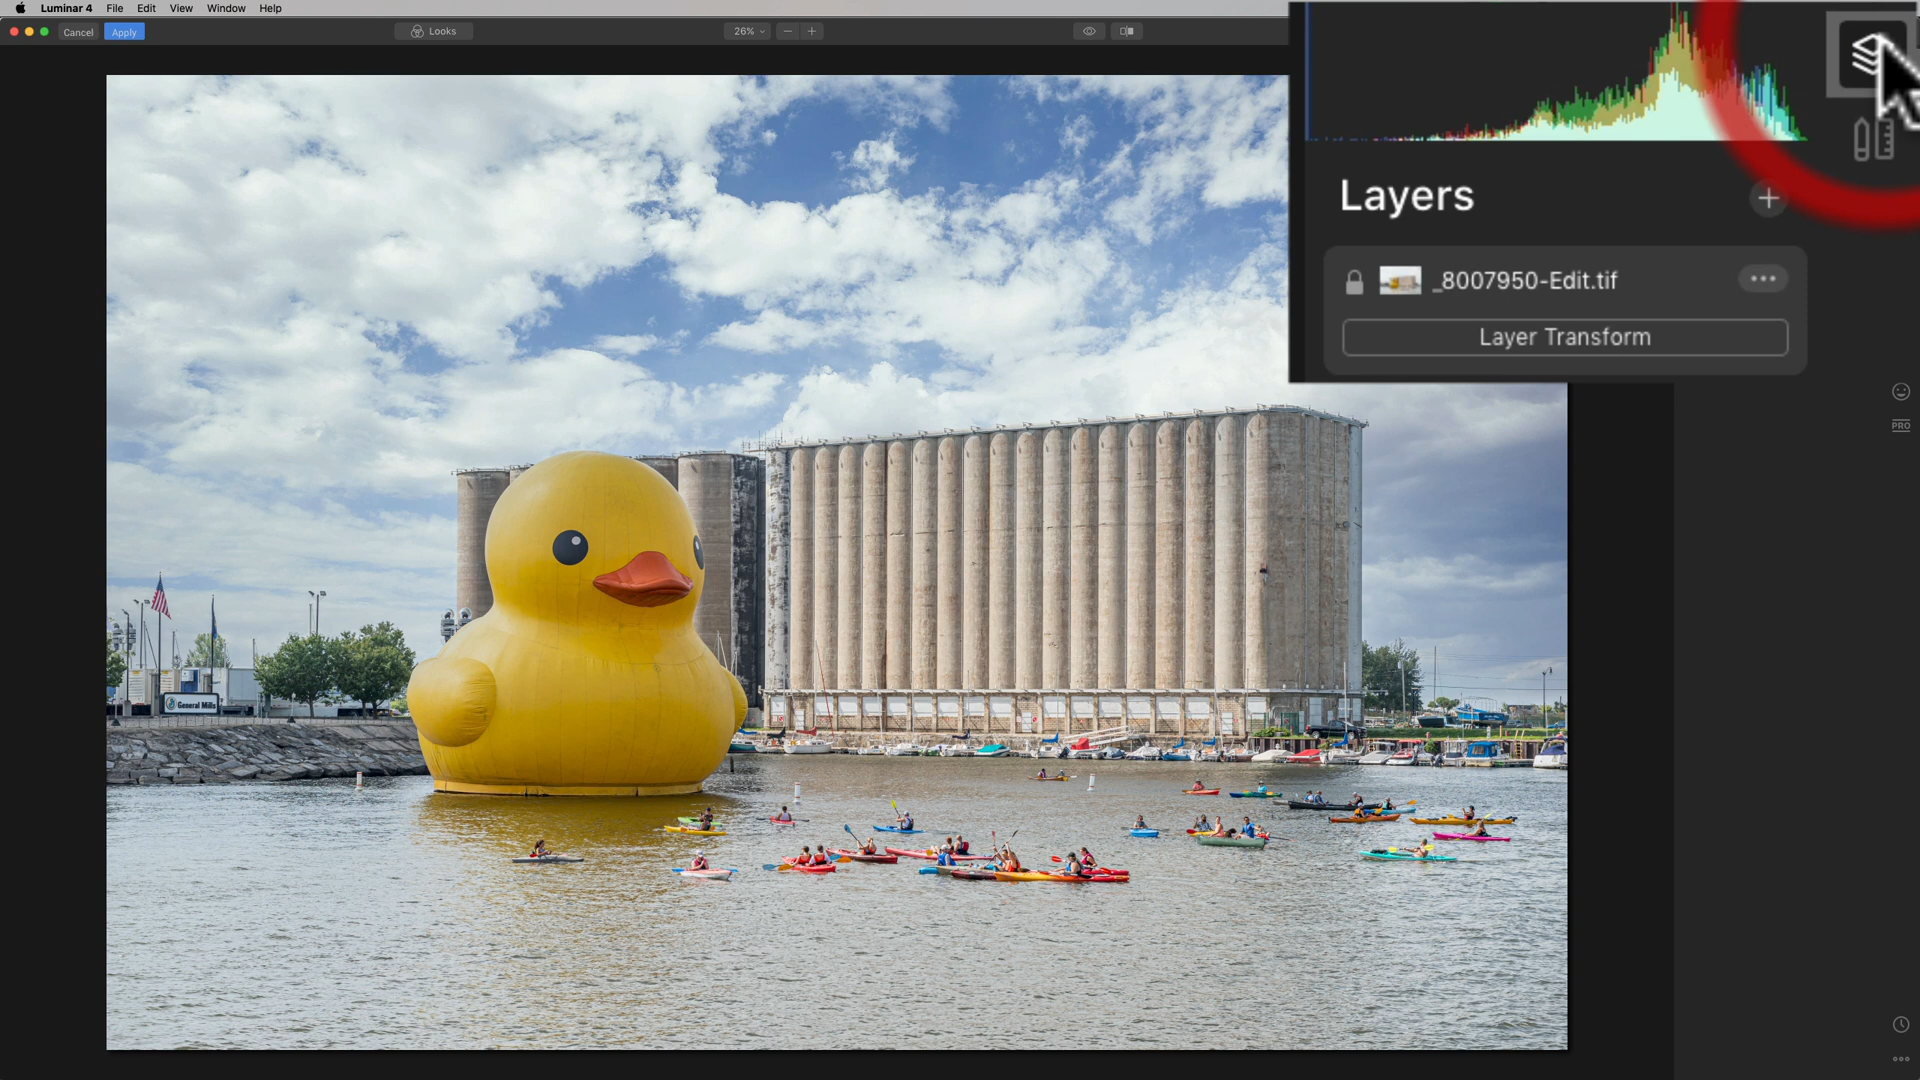 Luminar 4 File Edit View Window Help
Cancel Apply Looks 26%
Layers
_8007950-Edit.tif
Layer Transform
PRO
General Mills